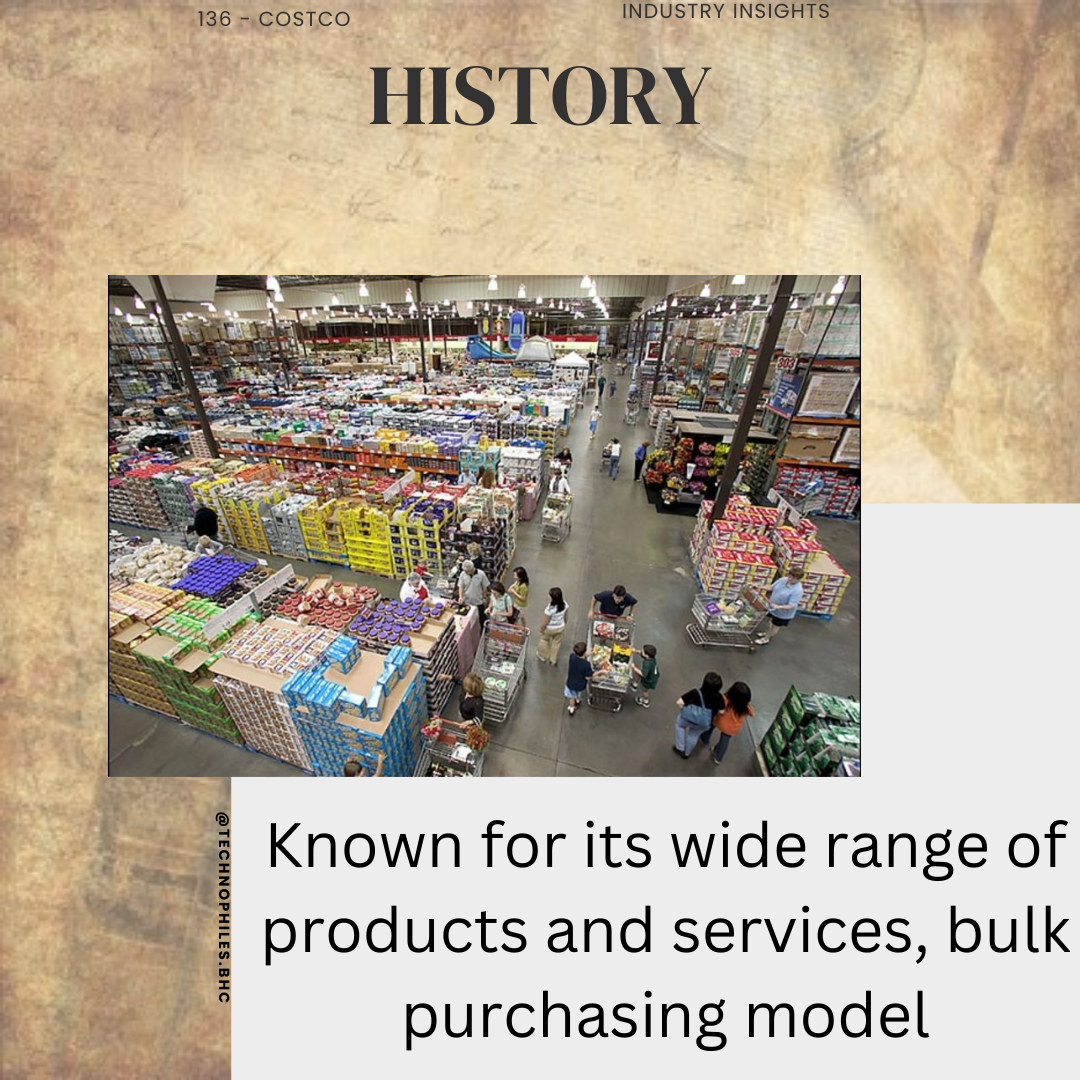 136 - COSTCO
INDUSTRY INSIGHTS
HISTORY
303
@TECHNOPHILES.BHC
Known for its wide range of
products and services, bulk
purchasing model